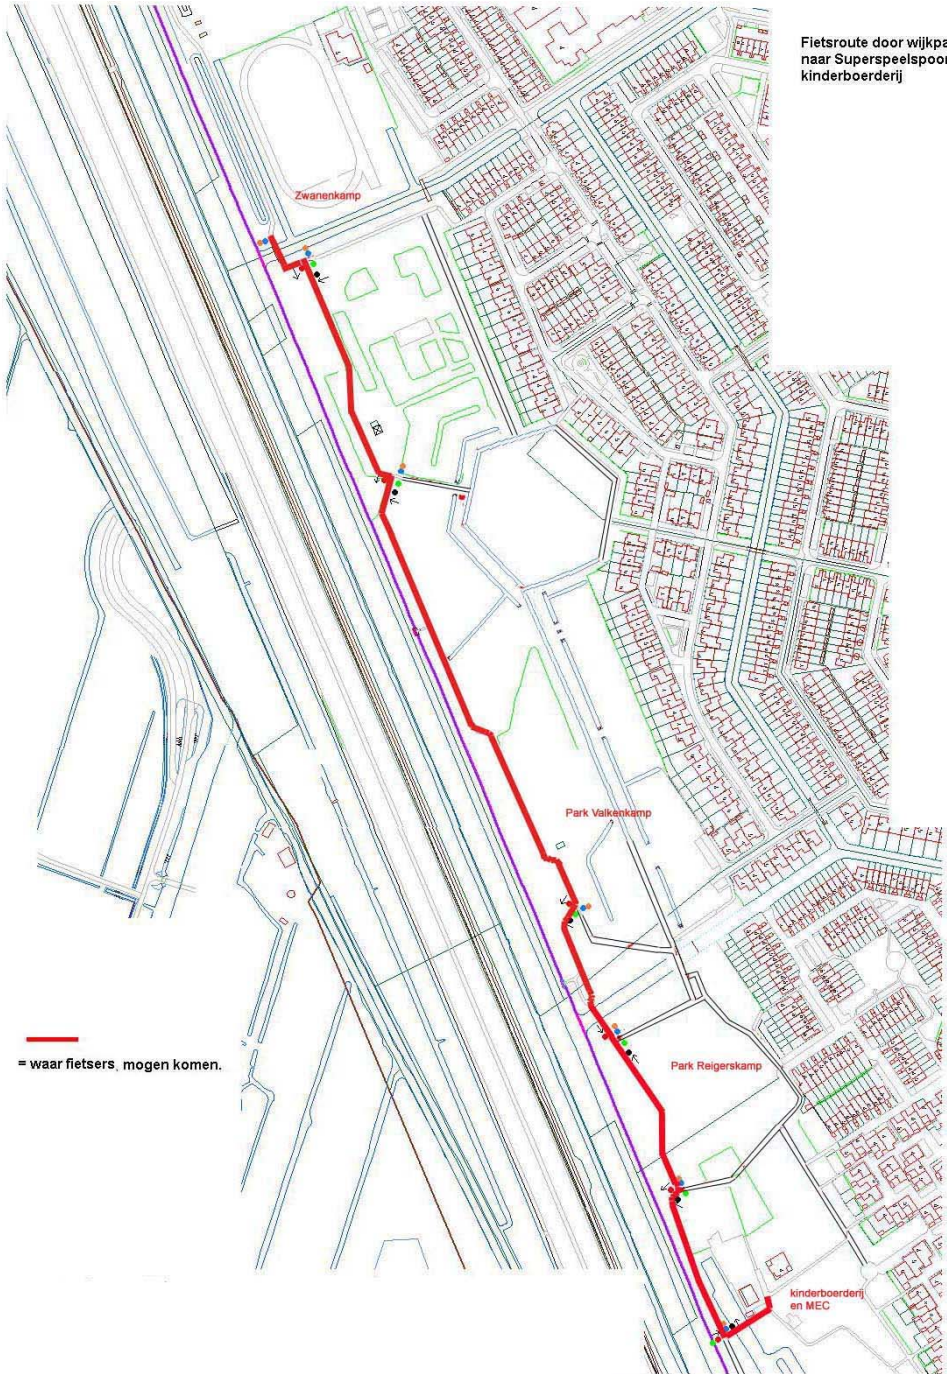 Fietsroute door wijkpa
naar Superspeelspoor
kinderboerderij
Zwanenkamp
Park Valkenkamp
= waar fietsers mogen komen.
Park Reigerskamp
kinderboerderij
en MEC